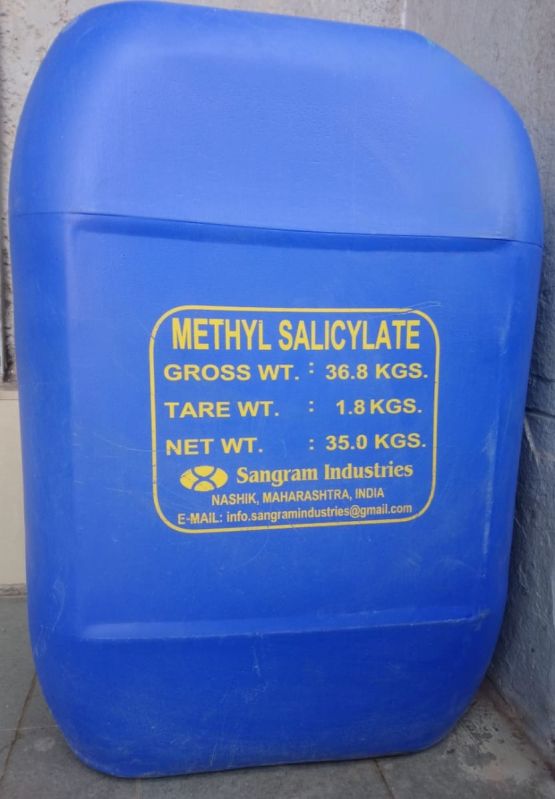 METHYL SALICYLATE
GROSS WT. : 36.8 KGS.
TARE WT. : 1.8 KGS.
NET WT. : 35.0 KGS.
Sangram Industries
NASHIK, MAHARASHTRA, INDIA
E-MAIL: info.sangramindustries@gmail.com